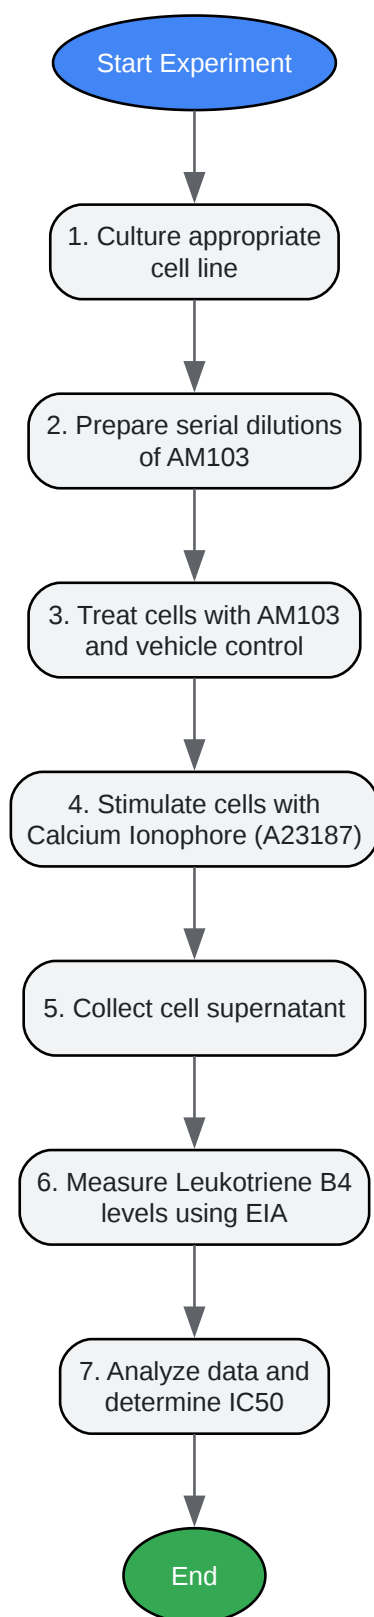 Start Experiment
1. Culture appropriate
cell line
2. Prepare serial dilutions
of AM103
3. Treat cells with AM103
and vehicle control
4. Stimulate cells with
Calcium Ionophore (A23187)
5. Collect cell supernatant
6. Measure Leukotriene B4
levels using EIA
7. Analyze data and
determine IC50
End